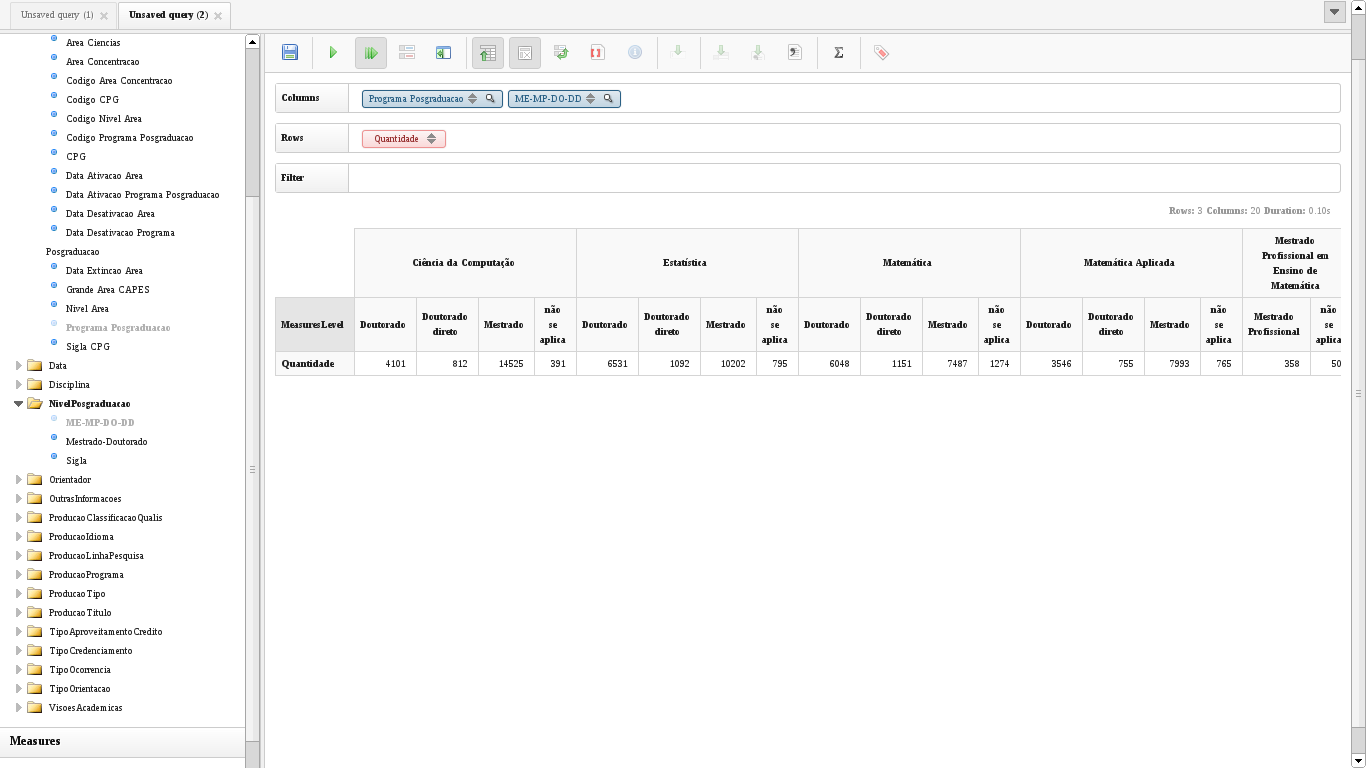 Unsaved query (1)
Unsaved query (2)
Area Ciencias
Area Concentracao
Codigo Area Concentracao
Codigo CPG
Codigo Nivel Area
Codigo Programa Posgraduacao
CPG
Data Ativacao Area
Data Ativacao Programa Posgraduacao
Data Desativacao Area
Data Desativacao Programa
Posgraduacao
Data Extincao Area
Grande Area CAPES
Nivel Area
Programa Posgraduacao
Sigla CPG
Data
Disciplina
NivelPosgraduacao
ME-MP-DO-DD
Mestrado-Doutorado
Sigla
Orientador
OutrasInformacoes
ProducaoClassificacaoQualis
ProducaoIdioma
ProducaoLinhaPesquisa
ProducaoPrograma
ProducaoTipo
ProducaoTitulo
TipoAproveitamentoCredito
TipoCredenciamento
TipoOcorrencia
TipoOrientacao
VisoesAcademicas
Measures
Σ
Columns Programa Posgraduacao ME-MP-DO-DD
Rows Quantidade
Filter
Rows: 3 Columns: 20 Duration: 0.10s
Ciência da Computação Estatística Matemática Matemática Aplicada
Mestrado
Profissional em
Ensino de
Matemática
MeasuresLevel
Doutorado
Doutorado
direto
Mestrado
não
se
aplica
Doutorado
Doutorado
direto
Mestrado
não
se
aplica
Doutorado
Doutorado
direto
Mestrado
não
se
aplica
Doutorado
Doutorado
direto
Mestrado
não
se
aplica
Mestrado
Profissional
não
se
aplica
Quantidade 4101 812 14525 391 6531 1092 10202 795 6048 1151 7487 1274 3546 755 7993 765 358 50